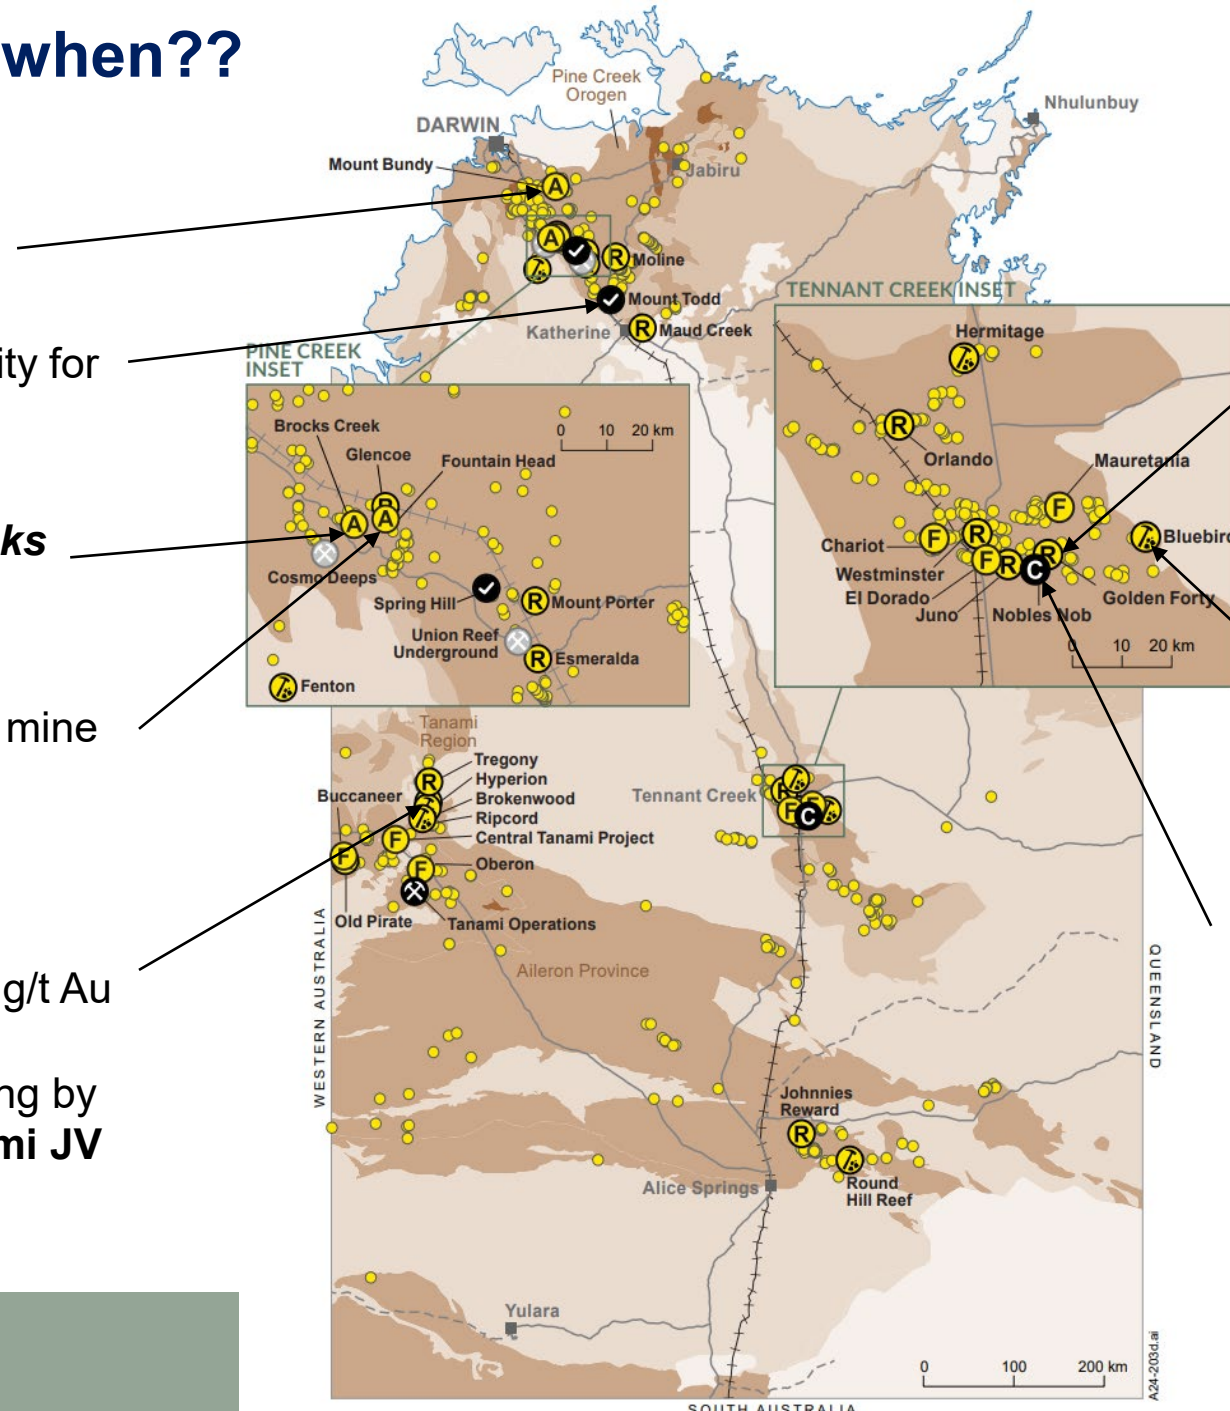 when??
Pine Creek
Orogen
DARWIN
Nhulunbuy
Mount Bundy
A
Jabiru
A
R
Moline
TENNANT CREEK INSET
Mount Todd
Katherine
R
Maud Creek
Hermitage
ity for
PINE CREEK
INSET
Brocks Creek
0 10 20 km
R
Glencoe
Fountain Head
Orlando
Mauretania
R
A
A
F
ks
Chariot
F
R
R
Bluebird
Cosmo Deeps
Westminster
F
R
C
Spring Hill
R
Mount Porter
El Dorado
Golden Forty
Juno
Nobles Nob
Union Reef
Underground
R
Esmeralda
0 10 20 km
Fenton
mine
Tanami
Region
Tregony
R
Hyperion
Buccaneer
Brokenwood
Tennant Creek
R
Ripcord
F
F
C
F
Central Tanami Project
F
F
Oberon
Old Pirate
Tanami Operations
WESTERN AUSTRALIA
QUEENSLAND
Aileron Province
g/t Au
ng by
mi JV
Johnnies
Reward
R
Alice Springs
Round
Hill Reef
Yulara
0 100 200 km
A24-203d.ai
SOUTH AUSTRALIA